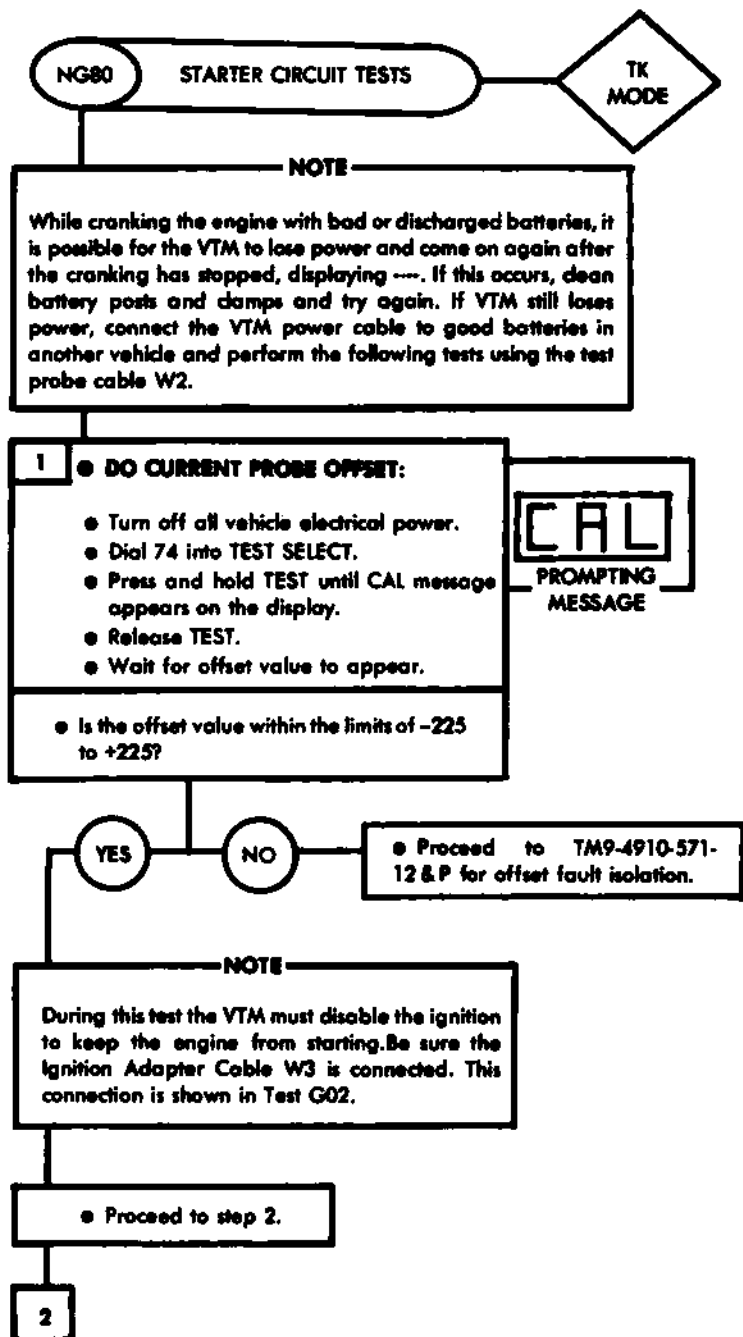 NG80
STARTER CIRCUIT TESTS
TK
MODE
NOTE
While cranking the engine with bad or discharged batteries, it
is possible for the VTM to lose power and come on again after
the cranking has stopped, displaying ----. If this occurs, clean
battery posts and clamps and try again. If VTM still loses
power, connect the VTM power cable to good batteries in
another vehicle and perform the following tests using the test
probe cable W2.
1
● DO CURRENT PROBE OFFSET:
● Turn off all vehicle electrical power.
● Dial 74 into TEST SELECT.
● Press and hold TEST until CAL message
appears on the display.
● Release TEST.
● Wait for offset value to appear.
CAL
PROMPTING
MESSAGE
● Is the offset value within the limits of –225
to +225?
YES
NO
● Proceed to TM9-4910-571-
12 & P for offset fault isolation.
NOTE
During this test the VTM must disable the ignition
to keep the engine from starting.Be sure the
Ignition Adapter Cable W3 is connected. This
connection is shown in Test G02.
● Proceed to step 2.
2